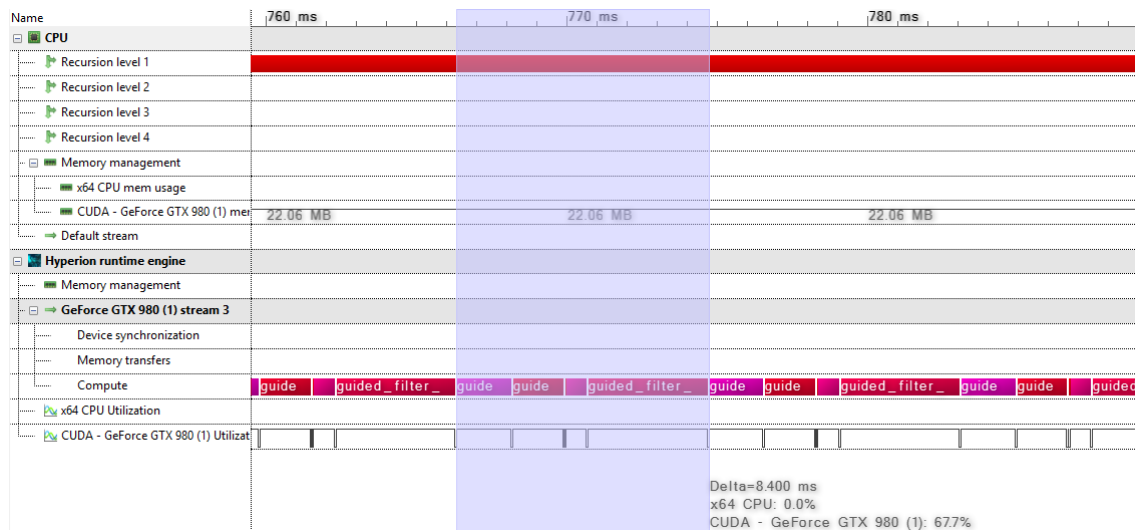 Name 760 ms 770 ms 780 ms
CPU
Recursion level 1
Recursion level 2
Recursion level 3
Recursion level 4
Memory management
x64 CPU mem usage
CUDA - GeForce GTX 980 (1) mer 22.06 MB 22.06 MB 22.06 MB
Default stream
Hyperion runtime engine
Memory management
GeForce GTX 980 (1) stream 3
Device synchronization
Memory transfers
Compute guide guided_filter_ guide guide guided_filter_ guide guide guided_filter_ guide guide guided
x64 CPU Utilization
CUDA - GeForce GTX 980 (1) Utilizat
Delta=8.400 ms
x64 CPU: 0.0%
CUDA - GeForce GTX 980 (1): 67.7%